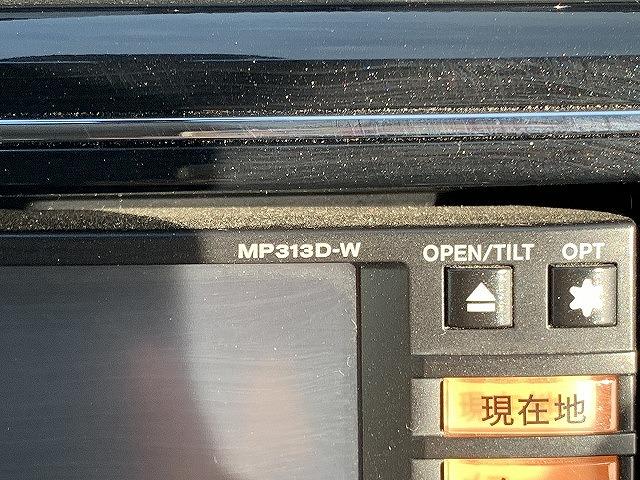 MP313D-W
OPEN/TILT
OPT
現在地